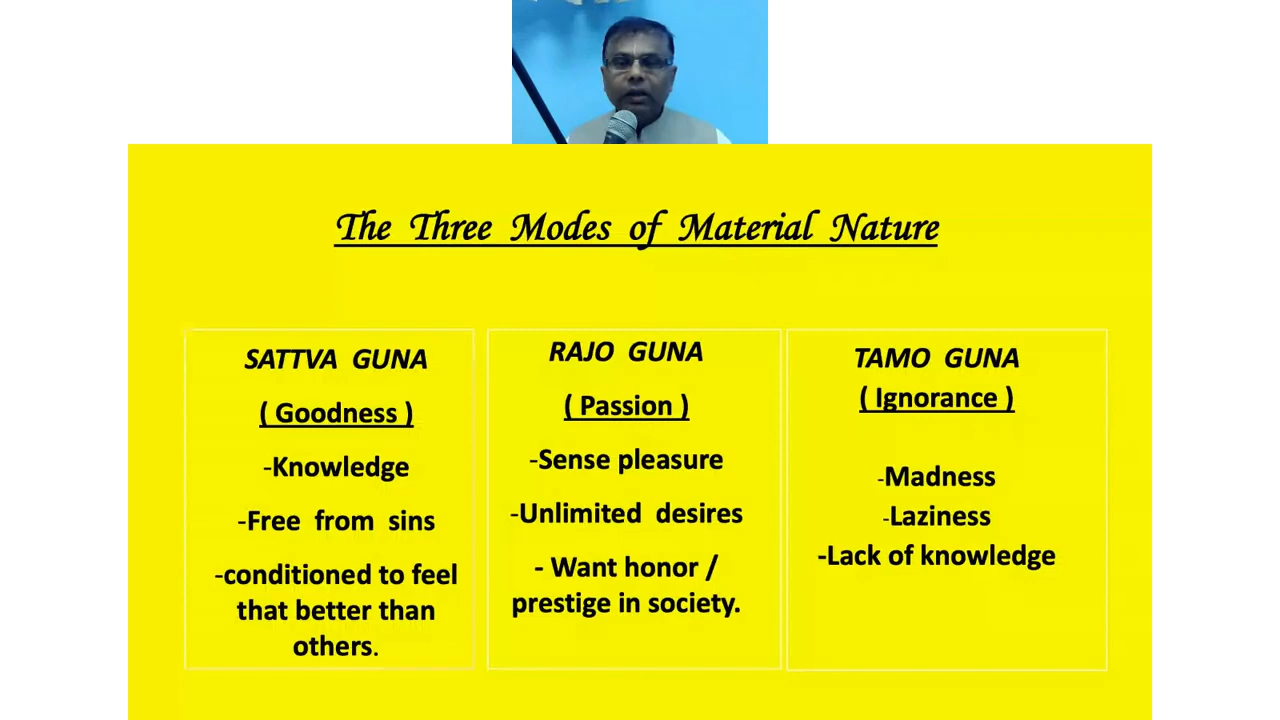 The Three Modes of Material Nature
SATTVA GUNA
( Goodness )
-Knowledge
-Free from sins
-conditioned to feel
that better than
others.
RAJO GUNA
( Passion )
-Sense pleasure
-Unlimited desires
- Want honor /
prestige in society.
TAMO GUNA
( Ignorance )
-Madness
-Laziness
-Lack of knowledge